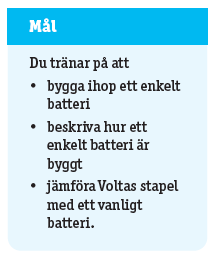 Mål
Du tränar på att
• bygga ihop ett enkelt
batteri
• beskriva hur ett
enkelt batteri är
byggt
• jämföra Voltas stapel
med ett vanligt
batteri.